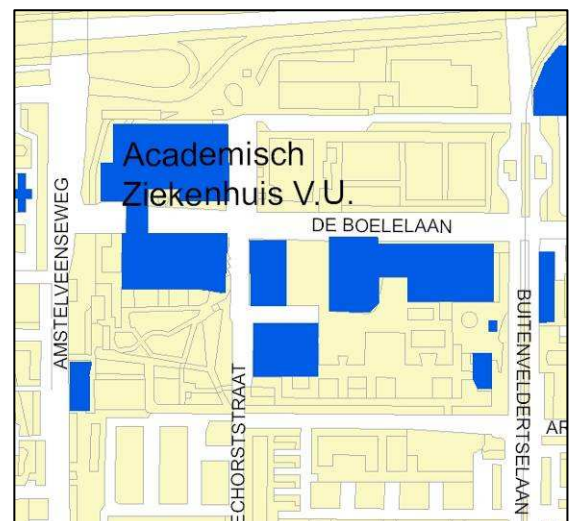 Academisch
Ziekenhuis V.U.
DE BOELELAAN
AMSTELVEENSEWEG
BUITENVELDERTSELAAN
ECHORSTSTRAAT
AR